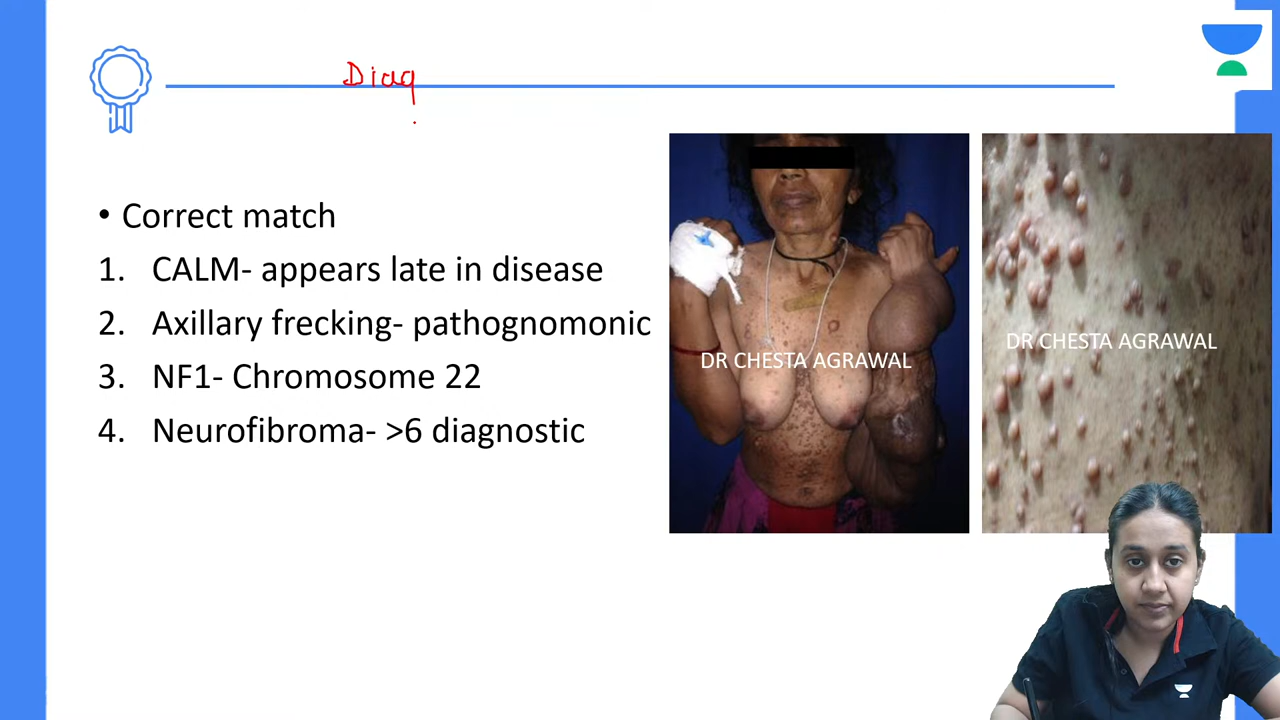 Diag
• Correct match
1. CALM- appears late in disease
2. Axillary frecking- pathognomonic
3. NF1- Chromosome 22
4. Neurofibroma- >6 diagnostic
DR CHESTA AGRAWAL
DR CHESTA AGRAWAL